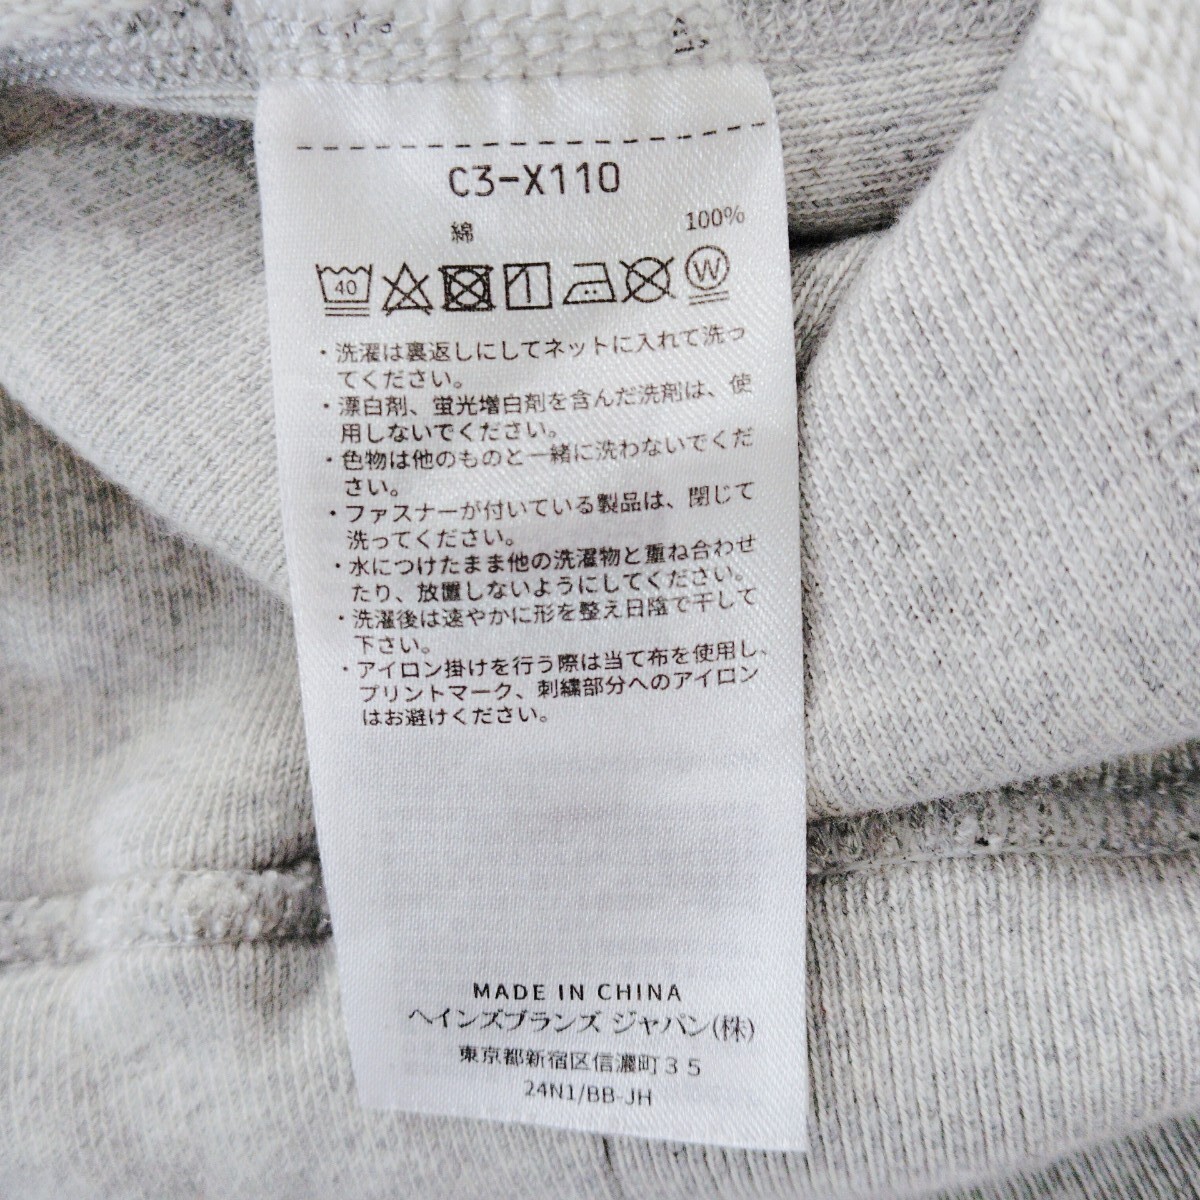 C3-X110
綿 100%
40 W
・洗濯は裏返しにしてネットに入れて洗っ
てください。
・漂白剤、蛍光増白剤を含んだ洗剤は、使
用しないでください。
・色物は他のものと一緒に洗わないでくだ
さい。
・ファスナーが付いている製品は、閉じて
洗ってください。
・水につけたまま他の洗濯物と重ね合わせ
たり、放置しないようにしてください。
・洗濯後は速やかに形を整え日陰で干して
下さい。
・アイロン掛けを行う際は当て布を使用し、
プリントマーク、刺繍部分へのアイロン
はお避けください。
MADE IN CHINA
ヘインズブランズ ジャパン(株)
東京都新宿区信濃町35
24N1/BB-JH